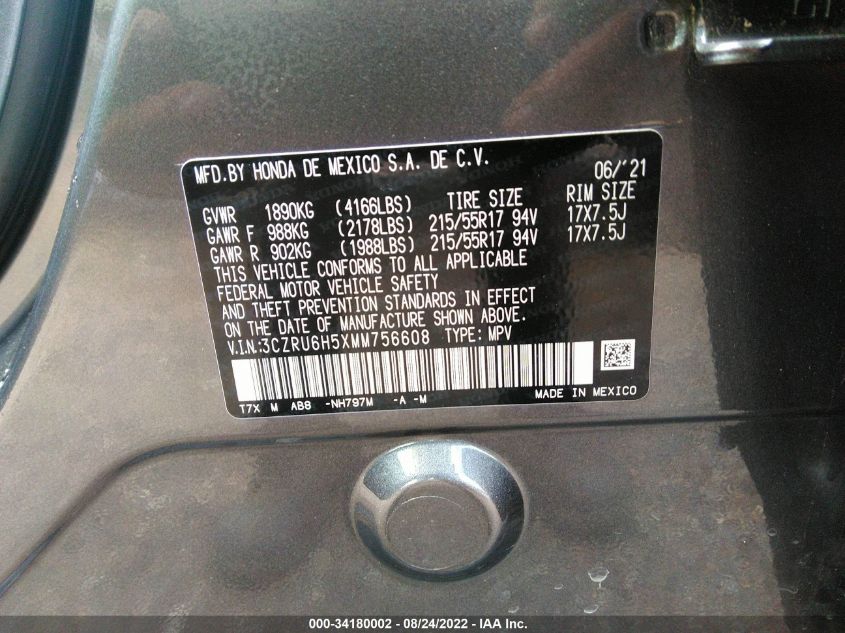 MFD.BY HONDA DE MEXICO S.A. DE C.V. 06/'21
GVWR 1890KG (4166LBS) TIRE SIZE RIM SIZE
GAWR F 988KG (2178LBS) 215/55R17 94V 17X7.5J
GAWR R 902KG (1988LBS) 215/55R17 94V 17X7.5J
THIS VEHICLE CONFORMS TO ALL APPLICABLE
FEDERAL MOTOR VEHICLE SAFETY
AND THEFT PREVENTION STANDARDS IN EFFECT
ON THE DATE OF MANUFACTURE SHOWN ABOVE.
V.I.N.:3CZRU6H5XMM756608 TYPE: MPV
T7X M AB8 -NH797M -A -M MADE IN MEXICO
000-34180002 - 08/24/2022 - IAA Inc.